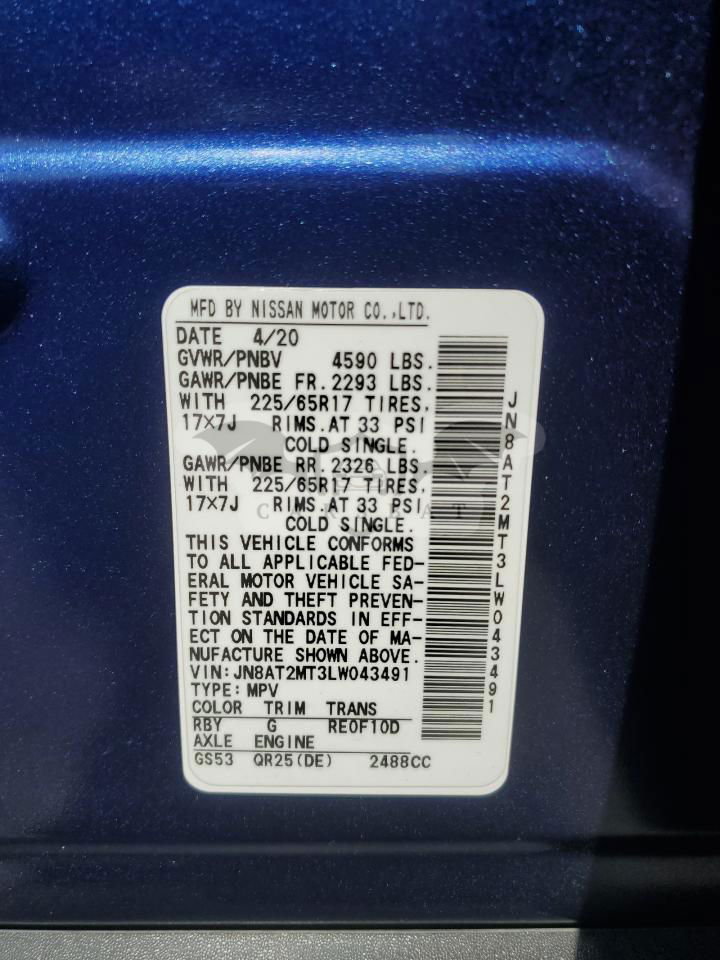 MFD BY NISSAN MOTOR CO.,LTD.
DATE 4/20
GVWR/PNBV 4590 LBS.
GAWR/PNBE FR. 2293 LBS.
WITH 225/65R17 TIRES,
17×7J RIMS.AT 33 PSI
COLD SINGLE.
GAWR/PNBE RR. 2326 LBS.
WITH 225/65R17 TIRES,
17×7J RIMS.AT 33 PSI
COLD SINGLE.
THIS VEHICLE CONFORMS
TO ALL APPLICABLE FED-
ERAL MOTOR VEHICLE SA-
FETY AND THEFT PREVEN-
TION STANDARDS IN EFF-
ECT ON THE DATE OF MA-
NUFACTURE SHOWN ABOVE.
VIN:JN8AT2MT3LW043491
TYPE:MPV
COLOR TRIM TRANS
RBY G RE0F10D
AXLE ENGINE
GS53 QR25(DE) 2488CC
JN8AT2MT3LW043491